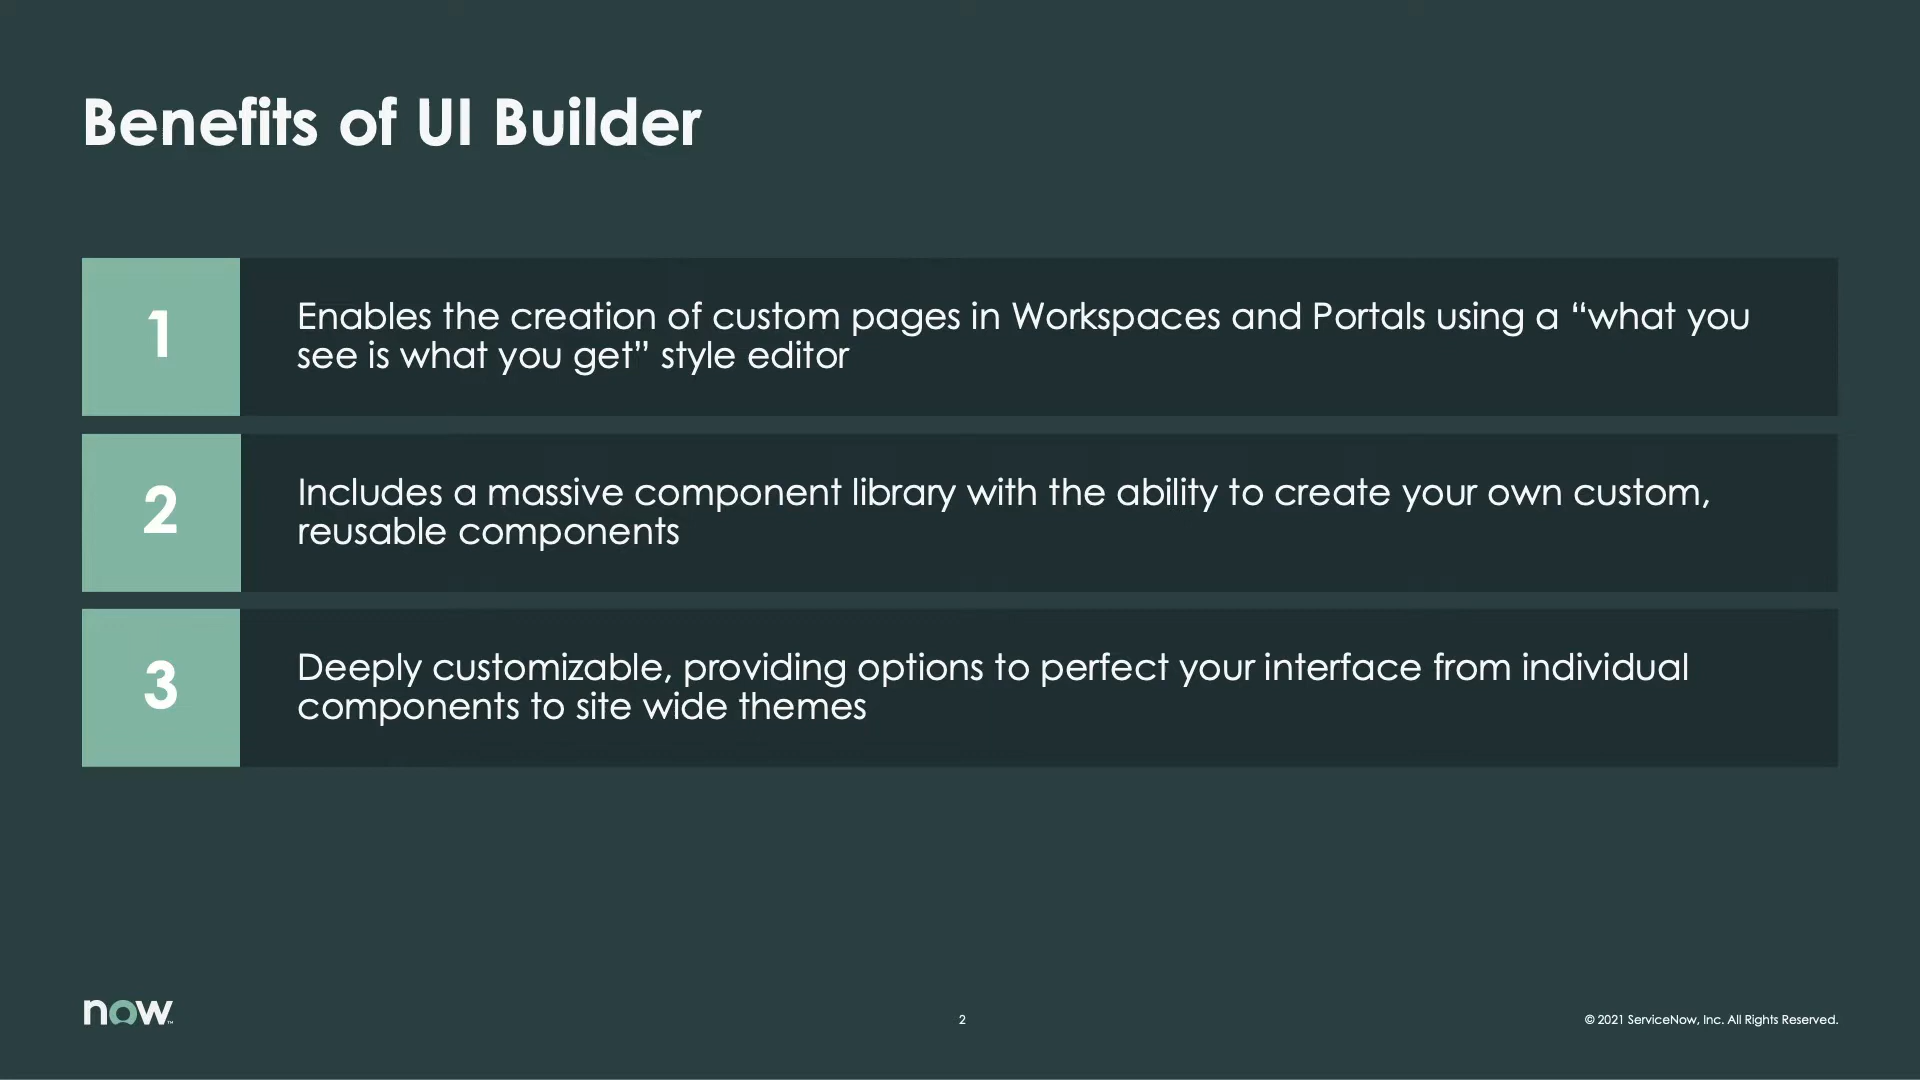 Benefits of UI Builder
1
Enables the creation of custom pages in Workspaces and Portals using a “what you
see is what you get” style editor
2
Includes a massive component library with the ability to create your own custom,
reusable components
3
Deeply customizable, providing options to perfect your interface from individual
components to site wide themes
now™
2
© 2021 ServiceNow, Inc. All Rights Reserved.